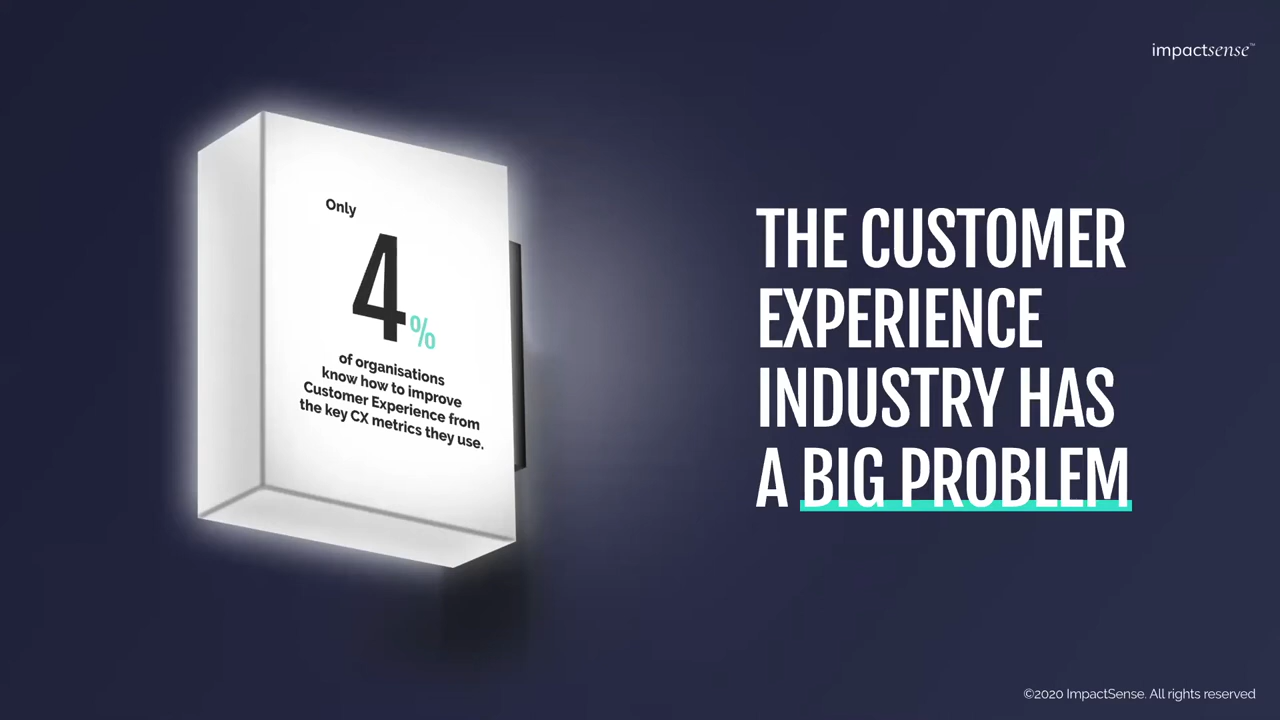 impactsense™
Only
4%
of organisations
know how to improve
Customer Experience from
the key CX metrics they use.
THE CUSTOMER
EXPERIENCE
INDUSTRY HAS
A BIG PROBLEM
©2020 ImpactSense. All rights reserved